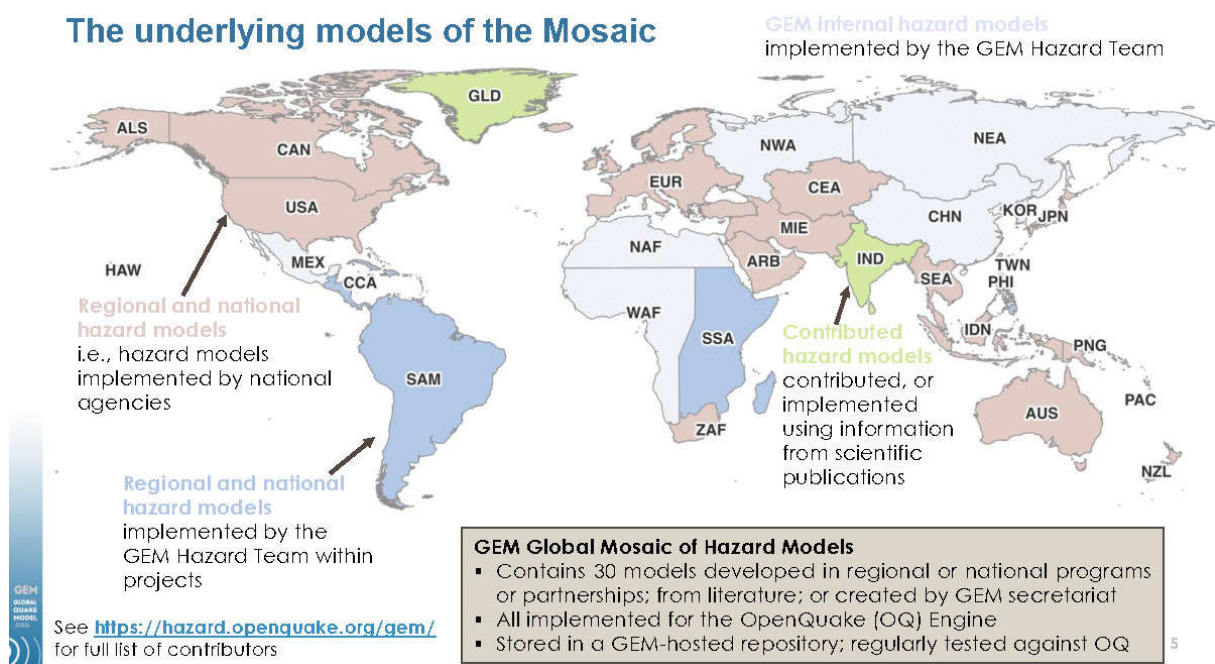 The underlying models of the Mosaic
GEM internal hazard models
implemented by the GEM Hazard Team
GLD
ALS
CAN
USA
MEX
HAW
CCA
SAM
NWA
NEA
EUR
CEA
CHN
KOR
JPN
MIE
NAF
ARB
IND
SEA
TWN
PHI
WAF
SSA
IDN
PNG
ZAF
AUS
PAC
NZL
Regional and national
hazard models
i.e., hazard models
implemented by national
agencies
Contributed
hazard models
contributed, or
implemented
using information
from scientific
publications
Regional and national
hazard models
implemented by the
GEM Hazard Team within
projects
GEM Global Mosaic of Hazard Models
▪ Contains 30 models developed in regional or national programs
or partnerships; from literature; or created by GEM secretariat
▪ All implemented for the OpenQuake (OQ) Engine
▪ Stored in a GEM-hosted repository; regularly tested against OQ
See https://hazard.openquake.org/gem/
for full list of contributors
GEM
GLOBAL
QUAKE
MODEL
.ORG
5